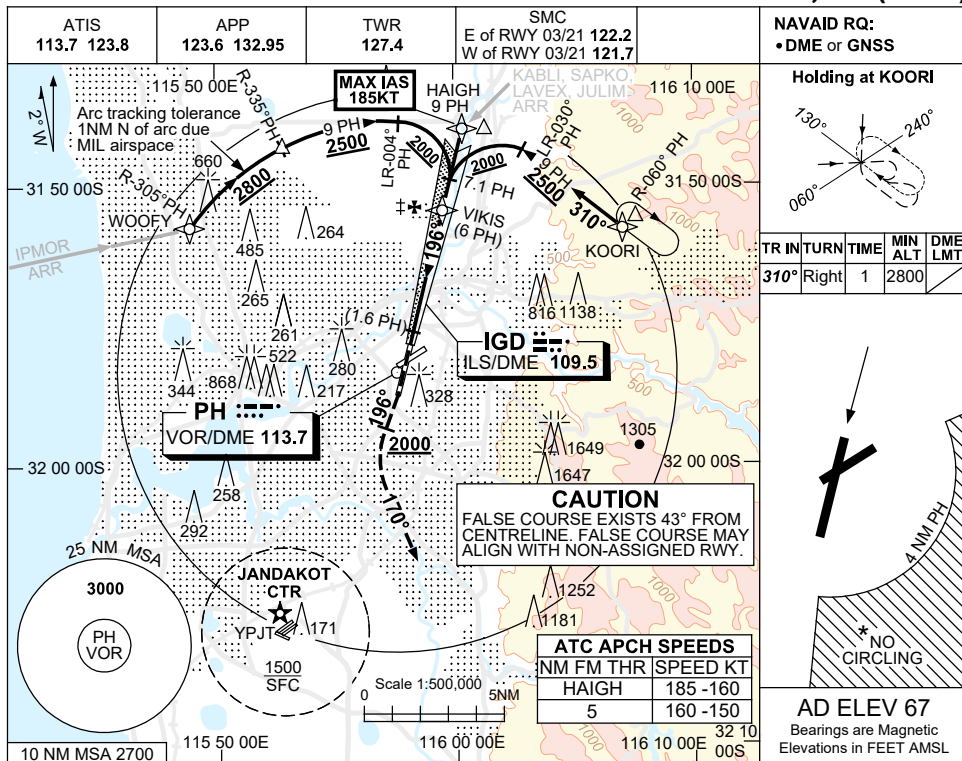 ATIS
113.7 123.8
APP
123.6 132.95
TWR
127.4
SMC
E of RWY 03/21 122.2
W of RWY 03/21 121.7
NAVAID RQ:
• DME or GNSS
115 50 00E
MAX IAS
185KT
HAIGH
9 PH
KABLI, SAPKO,
LAVEX, JULIM
ARR
116 10 00E
2° W
Arc tracking tolerance
1NM N of arc due
MIL airspace
R-335° PH
9 PH
2500
LR-004°
PH
2000
2000
LR-030°
PH
9 PH
2500
310°
R-060° PH
1000
1000
31 50 00S
31 50 00S
660
R-305° PH
2800
WOOFY
IPMOR
ARR
7.1 PH
VIKIS
(6 PH)
KOORI
196°
485
264
265
261
500
816
1138
(1.6 PH)
IGD
ILS/DME 109.5
344
868
522
280
217
328
500
PH
VOR/DME 113.7
196°
2000
1649
1647
1305
32 00 00S
32 00 00S
258
292
170°
CAUTION
FALSE COURSE EXISTS 43° FROM
CENTRELINE. FALSE COURSE MAY
ALIGN WITH NON-ASSIGNED RWY.
25 NM MSA
3000
PH
VOR
10 NM MSA 2700
JANDAKOT
CTR
YPJT
171
1500
SFC
1252
1181
1000
1000
Scale 1:500,000
0
5NM
ATC APCH SPEEDS
NM FM THR SPEED KT
HAIGH 185 -160
5 160 -150
115 50 00E
116 00 00E
116 10 00E
32 10
00S
Holding at KOORI
130°
240°
060°
TR IN TURN TIME MIN ALT DME LMT
310° Right 1 2800
4 NM PH
* NO
CIRCLING
AD ELEV 67
Bearings are Magnetic
Elevations in FEET AMSL